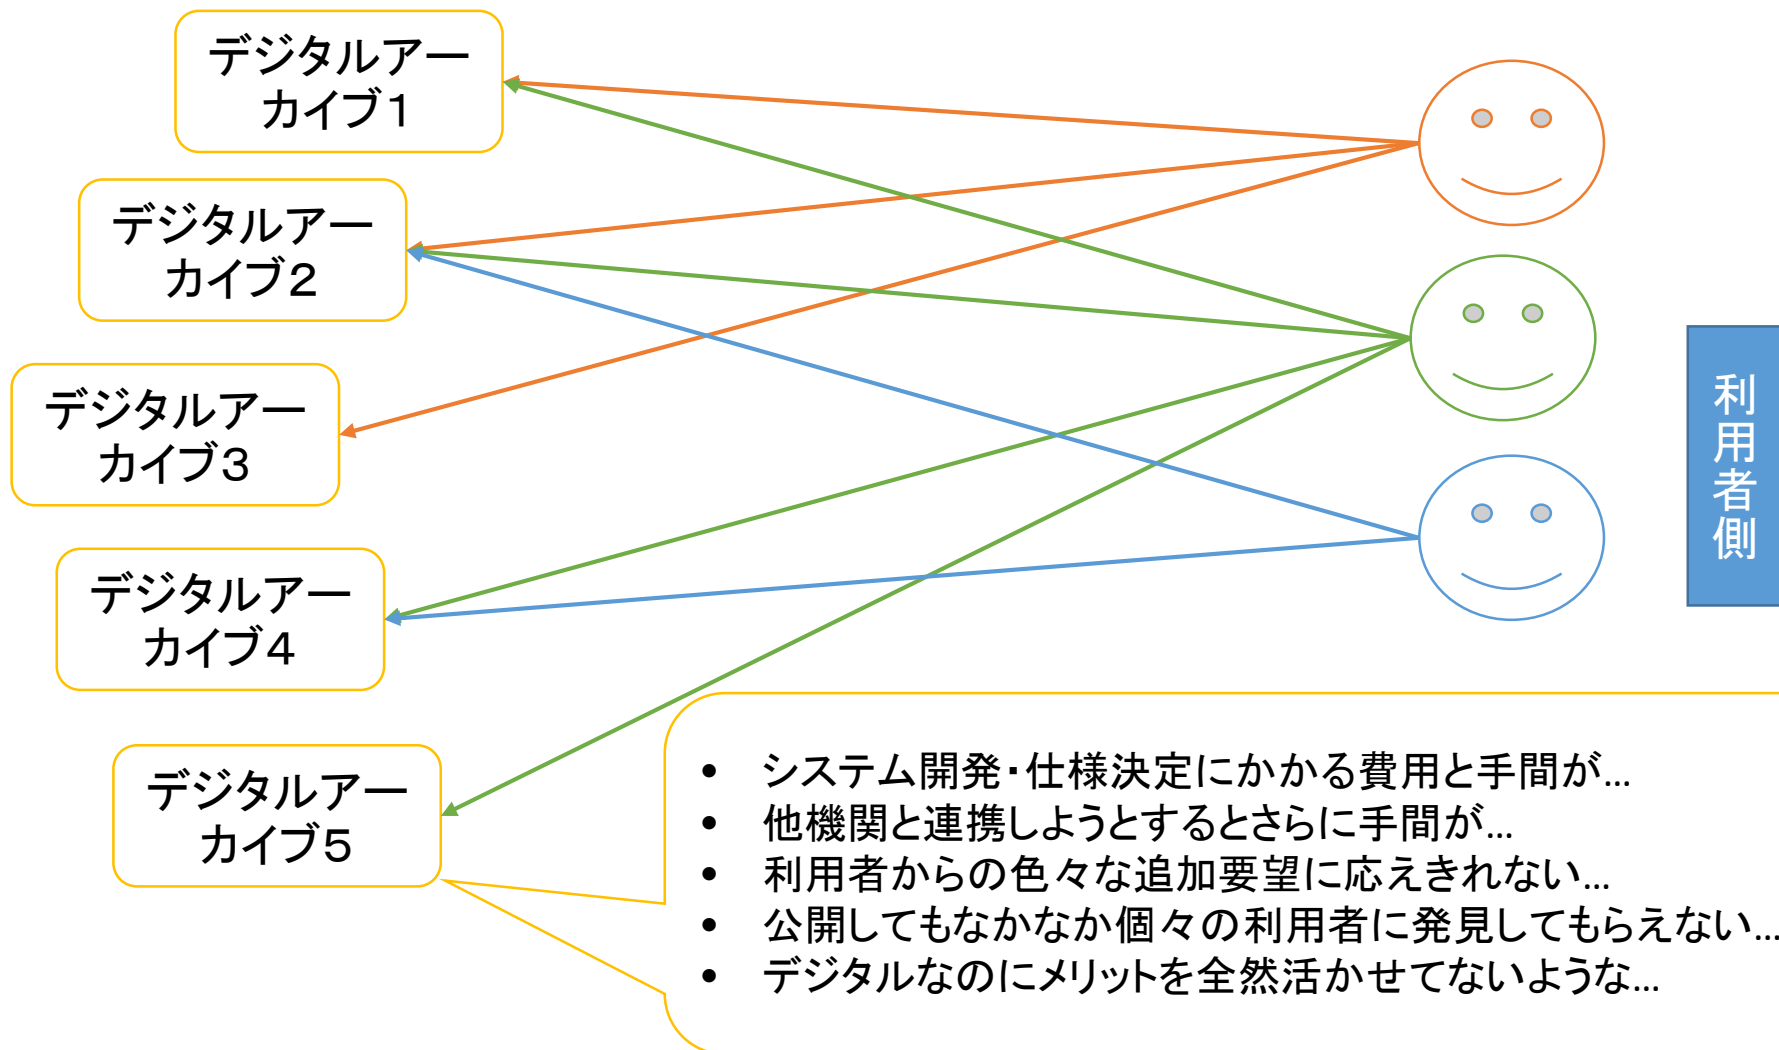 デジタルアー
カイブ１
デジタルアー
カイブ２
デジタルアー
カイブ３
デジタルアー
カイブ４
デジタルアー
カイブ５
利用者側
• システム開発・仕様決定にかかる費用と手間が…
• 他機関と連携しようとするとさらに手間が…
• 利用者からの色々な追加要望に応えきれない…
• 公開してもなかなか個々の利用者に発見してもらえない…
• デジタルなのにメリットを全然活かせてないような…